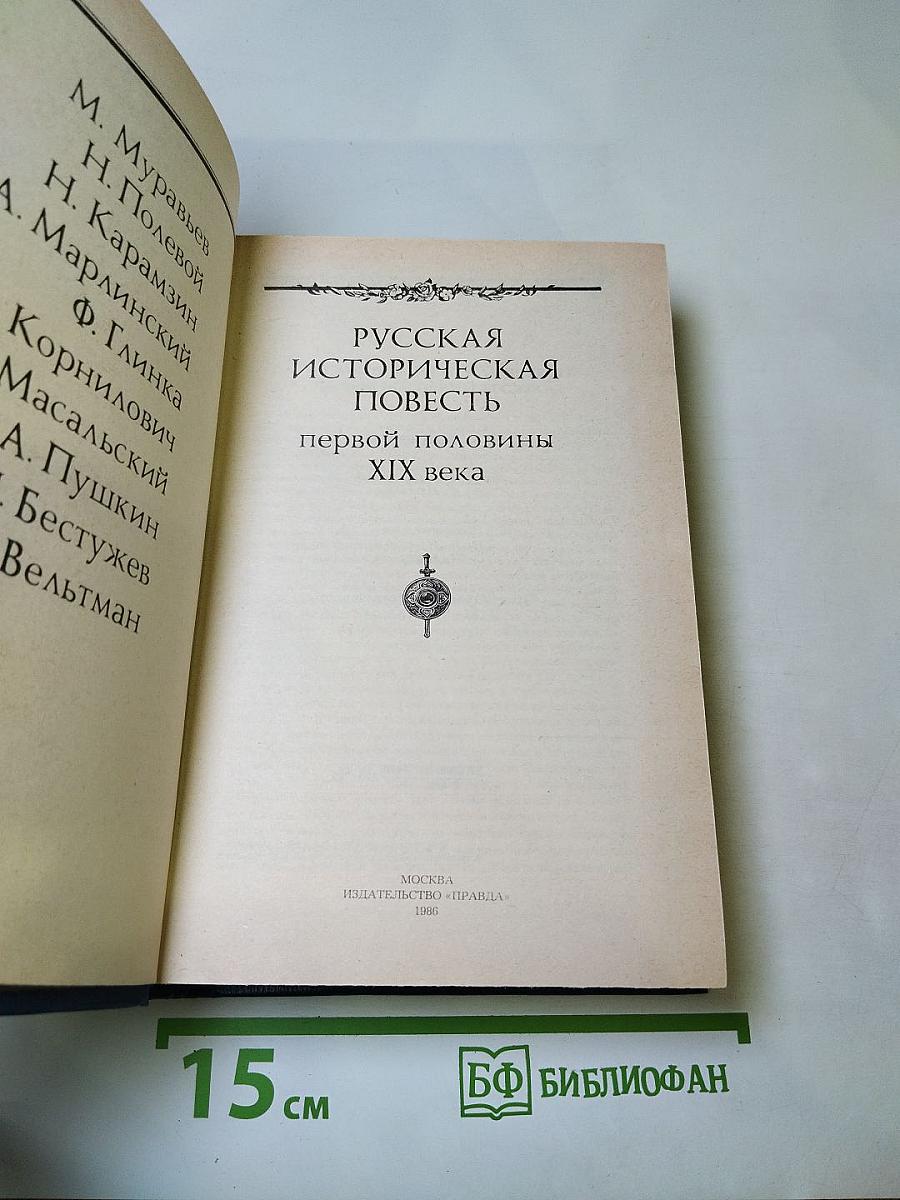 М. Муравьев
Н. Полевой
Н. Карамзин
А. Марлинский
Ф. Глинка
Корнилович
Масальский
А. Пушкин
. Бестужев
Вельтман
РУССКАЯ
ИСТОРИЧЕСКАЯ
ПОВЕСТЬ
первой половины
XIX века
МОСКВА
ИЗДАТЕЛЬСТВО «ПРАВДА»
1986
15 см
БФ БИБЛИОФАН